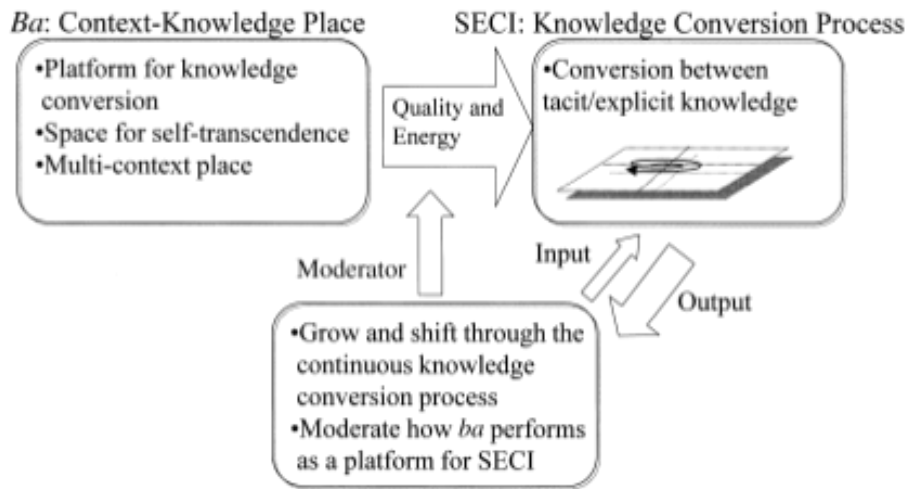 Ba: Context-Knowledge Place
SECI: Knowledge Conversion Process
•Platform for knowledge
conversion
•Space for self-transcendence
•Multi-context place
Quality and
Energy
•Conversion between
tacit/explicit knowledge
Moderator
Input
Output
•Grow and shift through the
continuous knowledge
conversion process
•Moderate how ba performs
as a platform for SECI